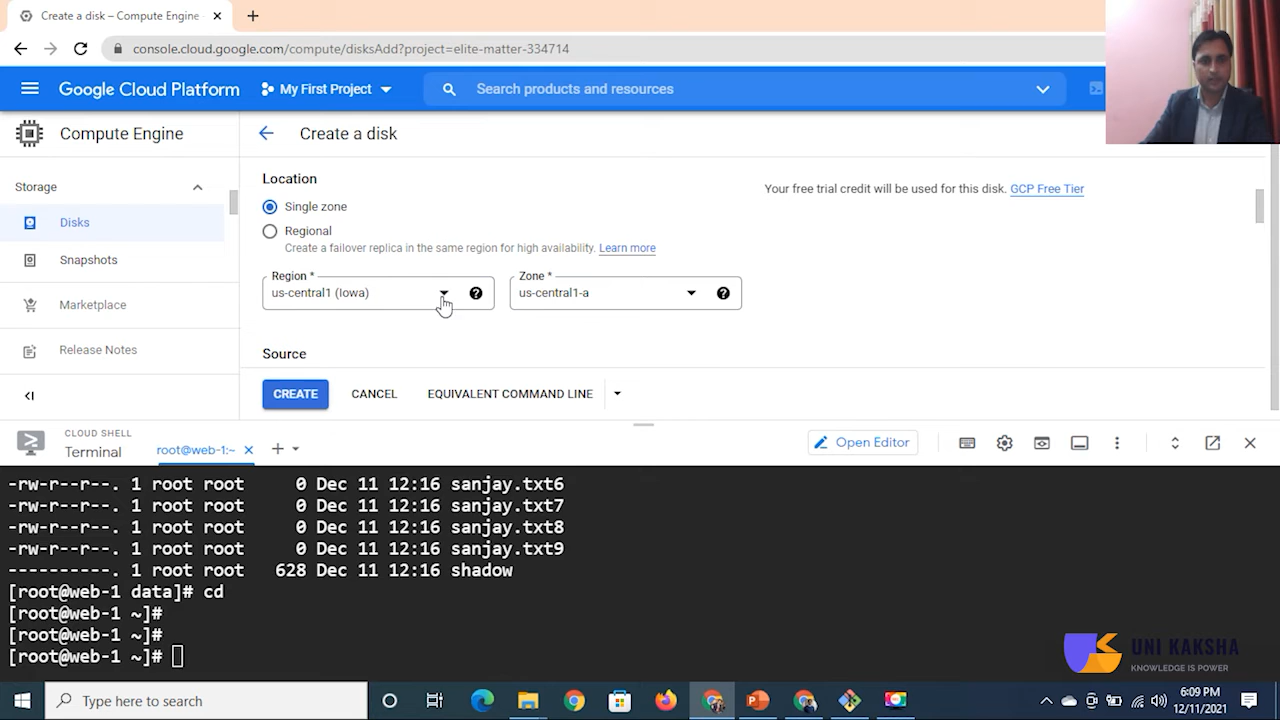 Create a disk – Compute Engine
console.cloud.google.com/compute/disksAdd?project=elite-matter-334714
Google Cloud Platform
My First Project
Search products and resources
Compute Engine
Create a disk
Storage
Disks
Snapshots
Marketplace
Release Notes
Location
Single zone
Regional
Create a failover replica in the same region for high availability. Learn more
Your free trial credit will be used for this disk. GCP Free Tier
Region *
us-central1 (Iowa)
Zone *
us-central1-a
Source
CREATE
CANCEL
EQUIVALENT COMMAND LINE
CLOUD SHELL
Terminal
root@web-1:~
Open Editor
-rw-r--r--. 1 root root 0 Dec 11 12:16 sanjay.txt6
-rw-r--r--. 1 root root 0 Dec 11 12:16 sanjay.txt7
-rw-r--r--. 1 root root 0 Dec 11 12:16 sanjay.txt8
-rw-r--r--. 1 root root 0 Dec 11 12:16 sanjay.txt9
----------. 1 root root 628 Dec 11 12:16 shadow
[root@web-1 data]# cd
[root@web-1 ~]#
[root@web-1 ~]#
[root@web-1 ~]#
UNI KAKSHA
KNOWLEDGE IS POWER
Type here to search
6:09 PM
12/11/2021